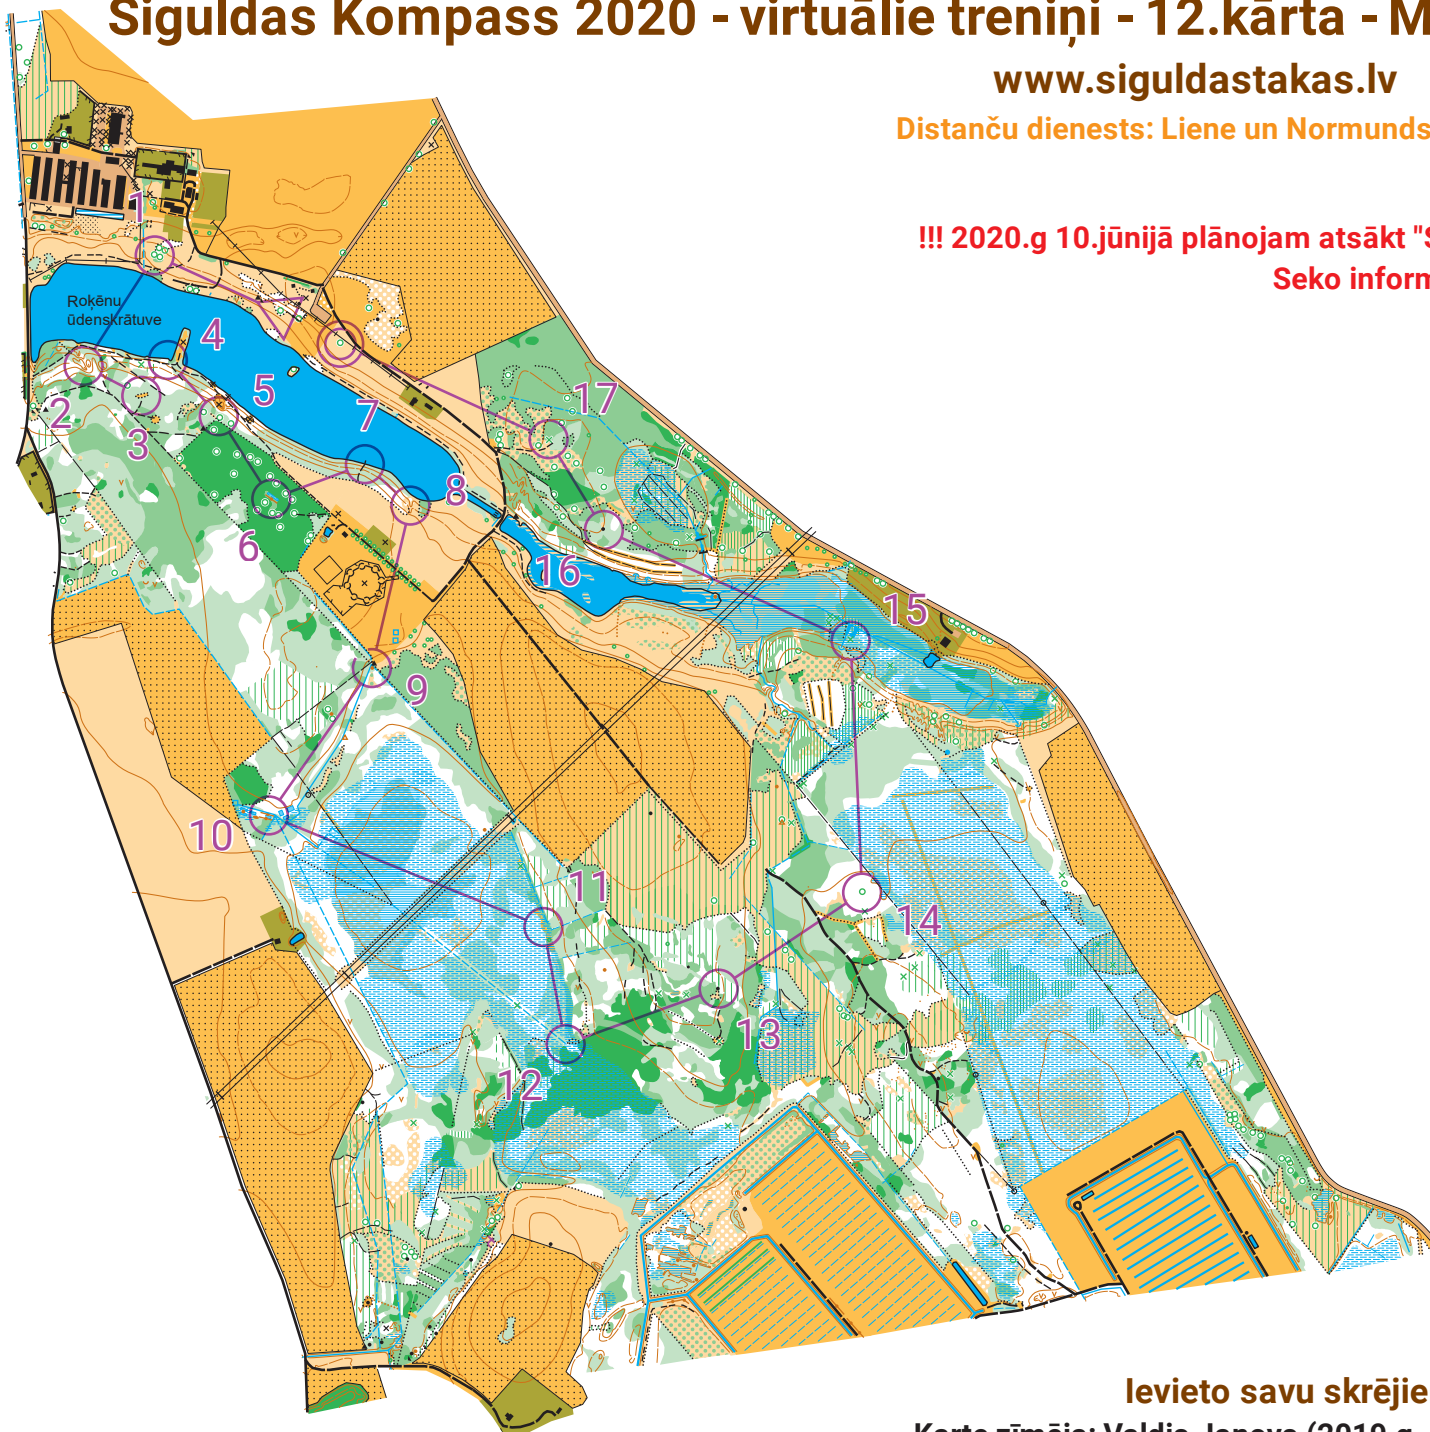 Siguldas Kompass 2020 - virtuālie treniņi - 12.kārta - M
www.siguldastakas.lv
Distanču dienests: Liene un Normunds
!!! 2020.g 10.jūnijā plānojam atsākt "S
Seko inform
1
Roķēnu
ūdenskrātuve
4
5
17
2
7
3
8
6
16
15
9
10
11
14
13
12
Ievieto savu skrējie